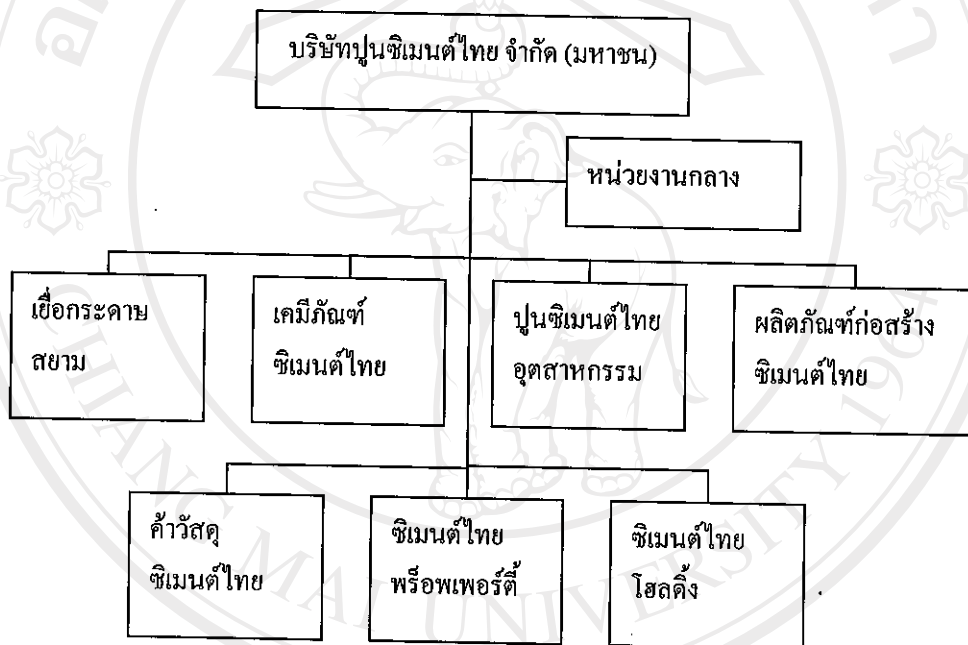 บริษัทปูนซิเมนต์ไทย จำกัด (มหาชน)
หน่วยงานกลาง
เยื่อกระดาษ
สยาม
เคมีภัณฑ์
ซิเมนต์ไทย
ปูนซิเมนต์ไทย
อุตสาหกรรม
ผลิตภัณฑ์ก่อสร้าง
ซิเมนต์ไทย
ค้าวัสดุ
ซิเมนต์ไทย
ซิเมนต์ไทย
พร็อพเพอร์ตี้
ซิเมนต์ไทย
โฮลดิ้ง
CHIANG MAI UNIVERSITY 1964